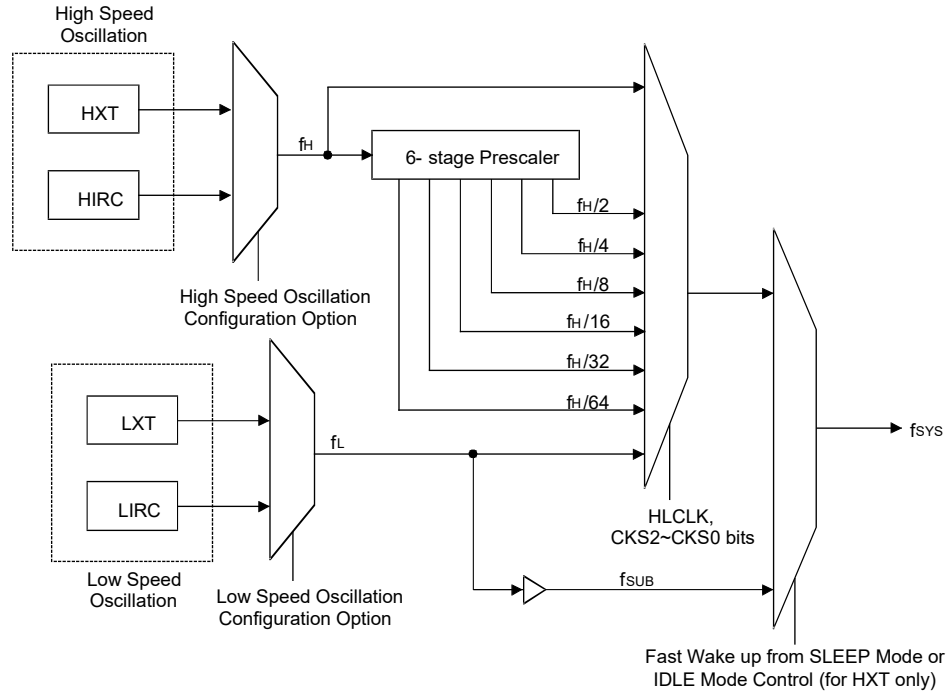 High Speed
Oscillation
HXT
HIRC
fH
6- stage Prescaler
fH/2
fH/4
fH/8
fH/16
fH/32
fH/64
High Speed Oscillation
Configuration Option
LXT
LIRC
fL
Low Speed
Oscillation
Low Speed Oscillation
Configuration Option
HLCLK,
CKS2~CKS0 bits
fSUB
fSYS
Fast Wake up from SLEEP Mode or
IDLE Mode Control (for HXT only)